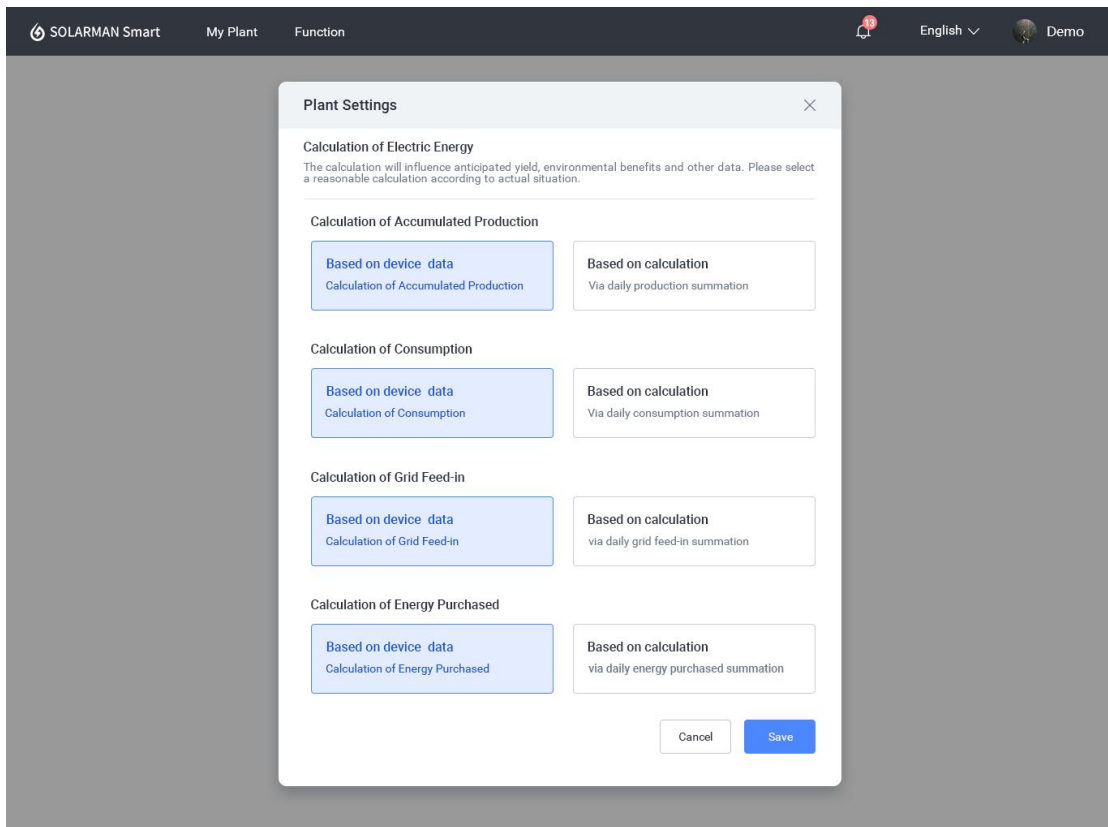 SOLARMAN Smart My Plant Function 13 English Demo
Plant Settings
Calculation of Electric Energy
The calculation will influence anticipated yield, environmental benefits and other data. Please select
a reasonable calculation according to actual situation.
Calculation of Accumulated Production
Based on device data Based on calculation
Calculation of Accumulated Production Via daily production summation
Calculation of Consumption
Based on device data Based on calculation
Calculation of Consumption Via daily consumption summation
Calculation of Grid Feed-in
Based on device data Based on calculation
Calculation of Grid Feed-in via daily grid feed-in summation
Calculation of Energy Purchased
Based on device data Based on calculation
Calculation of Energy Purchased via daily energy purchased summation
Cancel Save